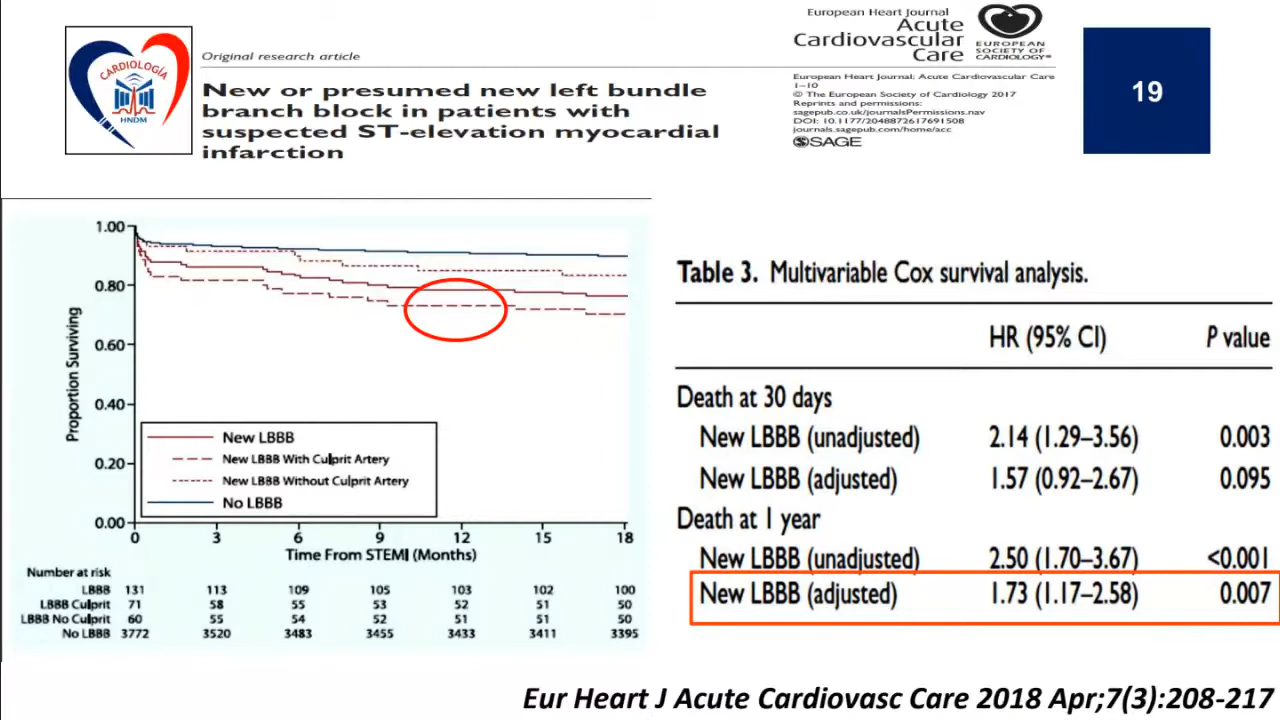 CARDIOLOGÍA
HNDM
Original research article
New or presumed new left bundle
branch block in patients with
suspected ST-elevation myocardial
infarction
European Heart Journal
Acute
Cardiovascular
Care
EUROPEAN
SOCIETY OF
CARDIOLOGY®
European Heart Journal: Acute Cardiovascular Care
1–10
© The European Society of Cardiology 2017
Reprints and permissions:
sagepub.co.uk/journalsPermissions.nav
DOI: 10.1177/2048872617691508
journals.sagepub.com/home/acc
SAGE
19
Proportion Surviving
1.00
0.80
0.60
0.40
0.20
0.00
New LBBB
New LBBB With Culprit Artery
New LBBB Without Culprit Artery
No LBBB
0 3 6 9 12 15 18
Time From STEMI (Months)
Number at risk
LBBB 131 113 109 105 103 102 100
LBBB Culprit 71 58 55 53 52 51 50
LBBB No Culprit 60 55 54 52 51 51 50
No LBBB 3772 3520 3483 3455 3433 3411 3395
Table 3. Multivariable Cox survival analysis.
HR (95% CI) P value
Death at 30 days
New LBBB (unadjusted) 2.14 (1.29–3.56) 0.003
New LBBB (adjusted) 1.57 (0.92–2.67) 0.095
Death at 1 year
New LBBB (unadjusted) 2.50 (1.70–3.67) <0.001
New LBBB (adjusted) 1.73 (1.17–2.58) 0.007
Eur Heart J Acute Cardiovasc Care 2018 Apr;7(3):208-217